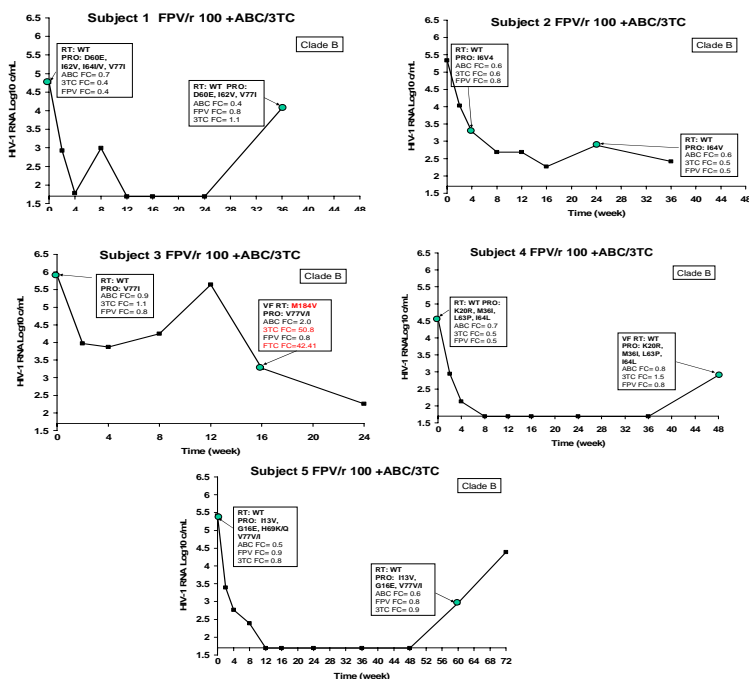 Subject 1 FPV/r 100 +ABC/3TC
Clade B
HIV-1 RNA Log10 c/mL
6.5
6
5.5
5
4.5
4
3.5
3
2.5
2
1.5
RT: WT
PRO: D60E,
I62V, I64I/V, V77I
ABC FC= 0.7
3TC FC= 0.4
FPV FC= 0.4
RT: WT PRO:
D60E, I62V, V77I
ABC FC= 0.4
FPV FC= 0.8
3TC FC= 1.1
0 4 8 12 16 20 24 28 32 36 40 44 48
Subject 2 FPV/r 100 +ABC/3TC
Clade B
HIV-1 RNA Log10 c/mL
6.5
6
5.5
5
4.5
4
3.5
3
2.5
2
1.5
RT: WT
PRO: I6V4
ABC FC= 0.6
3TC FC= 0.6
FPV FC= 0.8
RT: WT
PRO: I64V
ABC FC= 0.6
3TC FC= 0.5
FPV FC= 0.5
0 4 8 12 16 20 24 28 32 36 40 44 48
Time (week)
Subject 3 FPV/r 100 +ABC/3TC
Clade B
HIV-1 RNA Log10 c/mL
6.5
6
5.5
5
4.5
4
3.5
3
2.5
2
1.5
RT: WT
PRO: V77I
ABC FC= 0.9
3TC FC= 1.1
FPV FC= 0.8
VF RT: M184V
PRO: V77V/I
ABC FC= 2.0
3TC FC= 50.8
FPV FC= 0.8
FTC FC=42.41
0 4 8 12 16 20 24
Time (week)
Subject 4 FPV/r 100 +ABC/3TC
Clade B
HIV-1 RNA Log10 c/mL
6.5
6
5.5
5
4.5
4
3.5
3
2.5
2
1.5
RT: WT PRO:
K20R, M36I,
L63P, I64L
ABC FC= 0.7
3TC FC= 0.5
FPV FC= 0.5
VF RT: WT
PRO: K20R,
M36I, L63P,
I64L
ABC FC= 0.8
3TC FC= 1.5
FPV FC= 0.8
0 4 8 12 16 20 24 28 32 36 40 44 48
Time (week)
Subject 5 FPV/r 100 +ABC/3TC
Clade B
HIV-1 RNA Log10 c/mL
6.5
6
5.5
5
4.5
4
3.5
3
2.5
2
1.5
RT: WT
PRO: I13V,
G16E, H69K/Q
V77V/I
ABC FC= 0.5
FPV FC= 0.9
3TC FC= 0.8
RT: WT
PRO: I13V,
G16E, V77V/I
ABC FC= 0.6
FPV FC= 0.8
3TC FC= 0.9
0 4 8 12 16 20 24 28 32 36 40 44 48 52 56 60 64 68 72
Time (week)